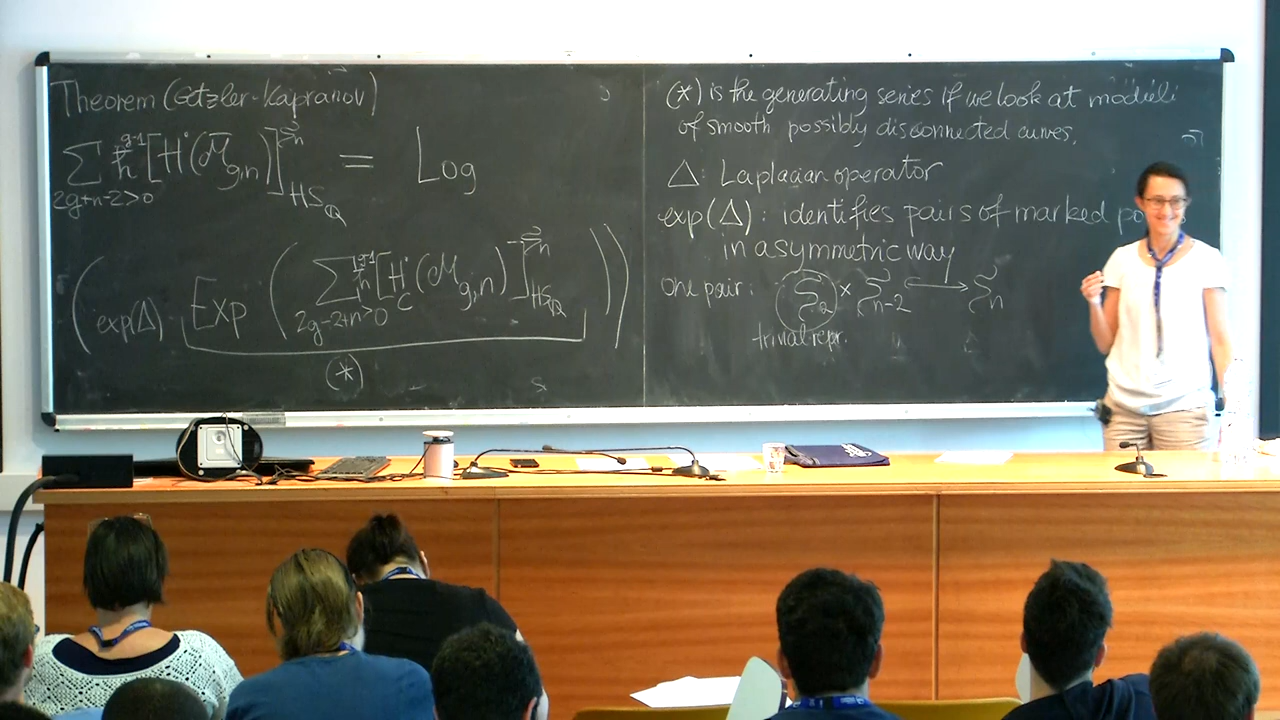 Theorem (Getzler-Kapranov)
∑_{2g+n-2>0} ħ^{g-1} [H^•(M̄_{g,n})]^{S_n}_{HS_Q} = Log
(exp(Δ) Exp (∑_{2g-2+n>0} ħ^{g-1} [H^•_C(M_{g,n})]^{S_n}_{HS_Q}))
(*)
(*) is the generating series if we look at moduli
of smooth possibly disconnected curves.
Δ: Laplacian operator
exp(Δ): identifies pairs of marked
in a symmetric way
one pair: S_2 × S_{n-2} ↔ S_n
trivial repr.